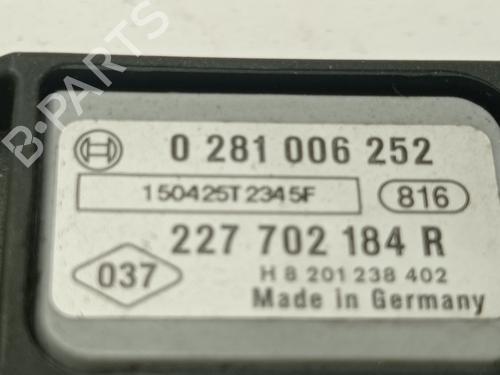 0 281 006 252
150425T2345F
816
227 702 184 R
037
H 8 201 238 402
Made in Germany
B-PARTS